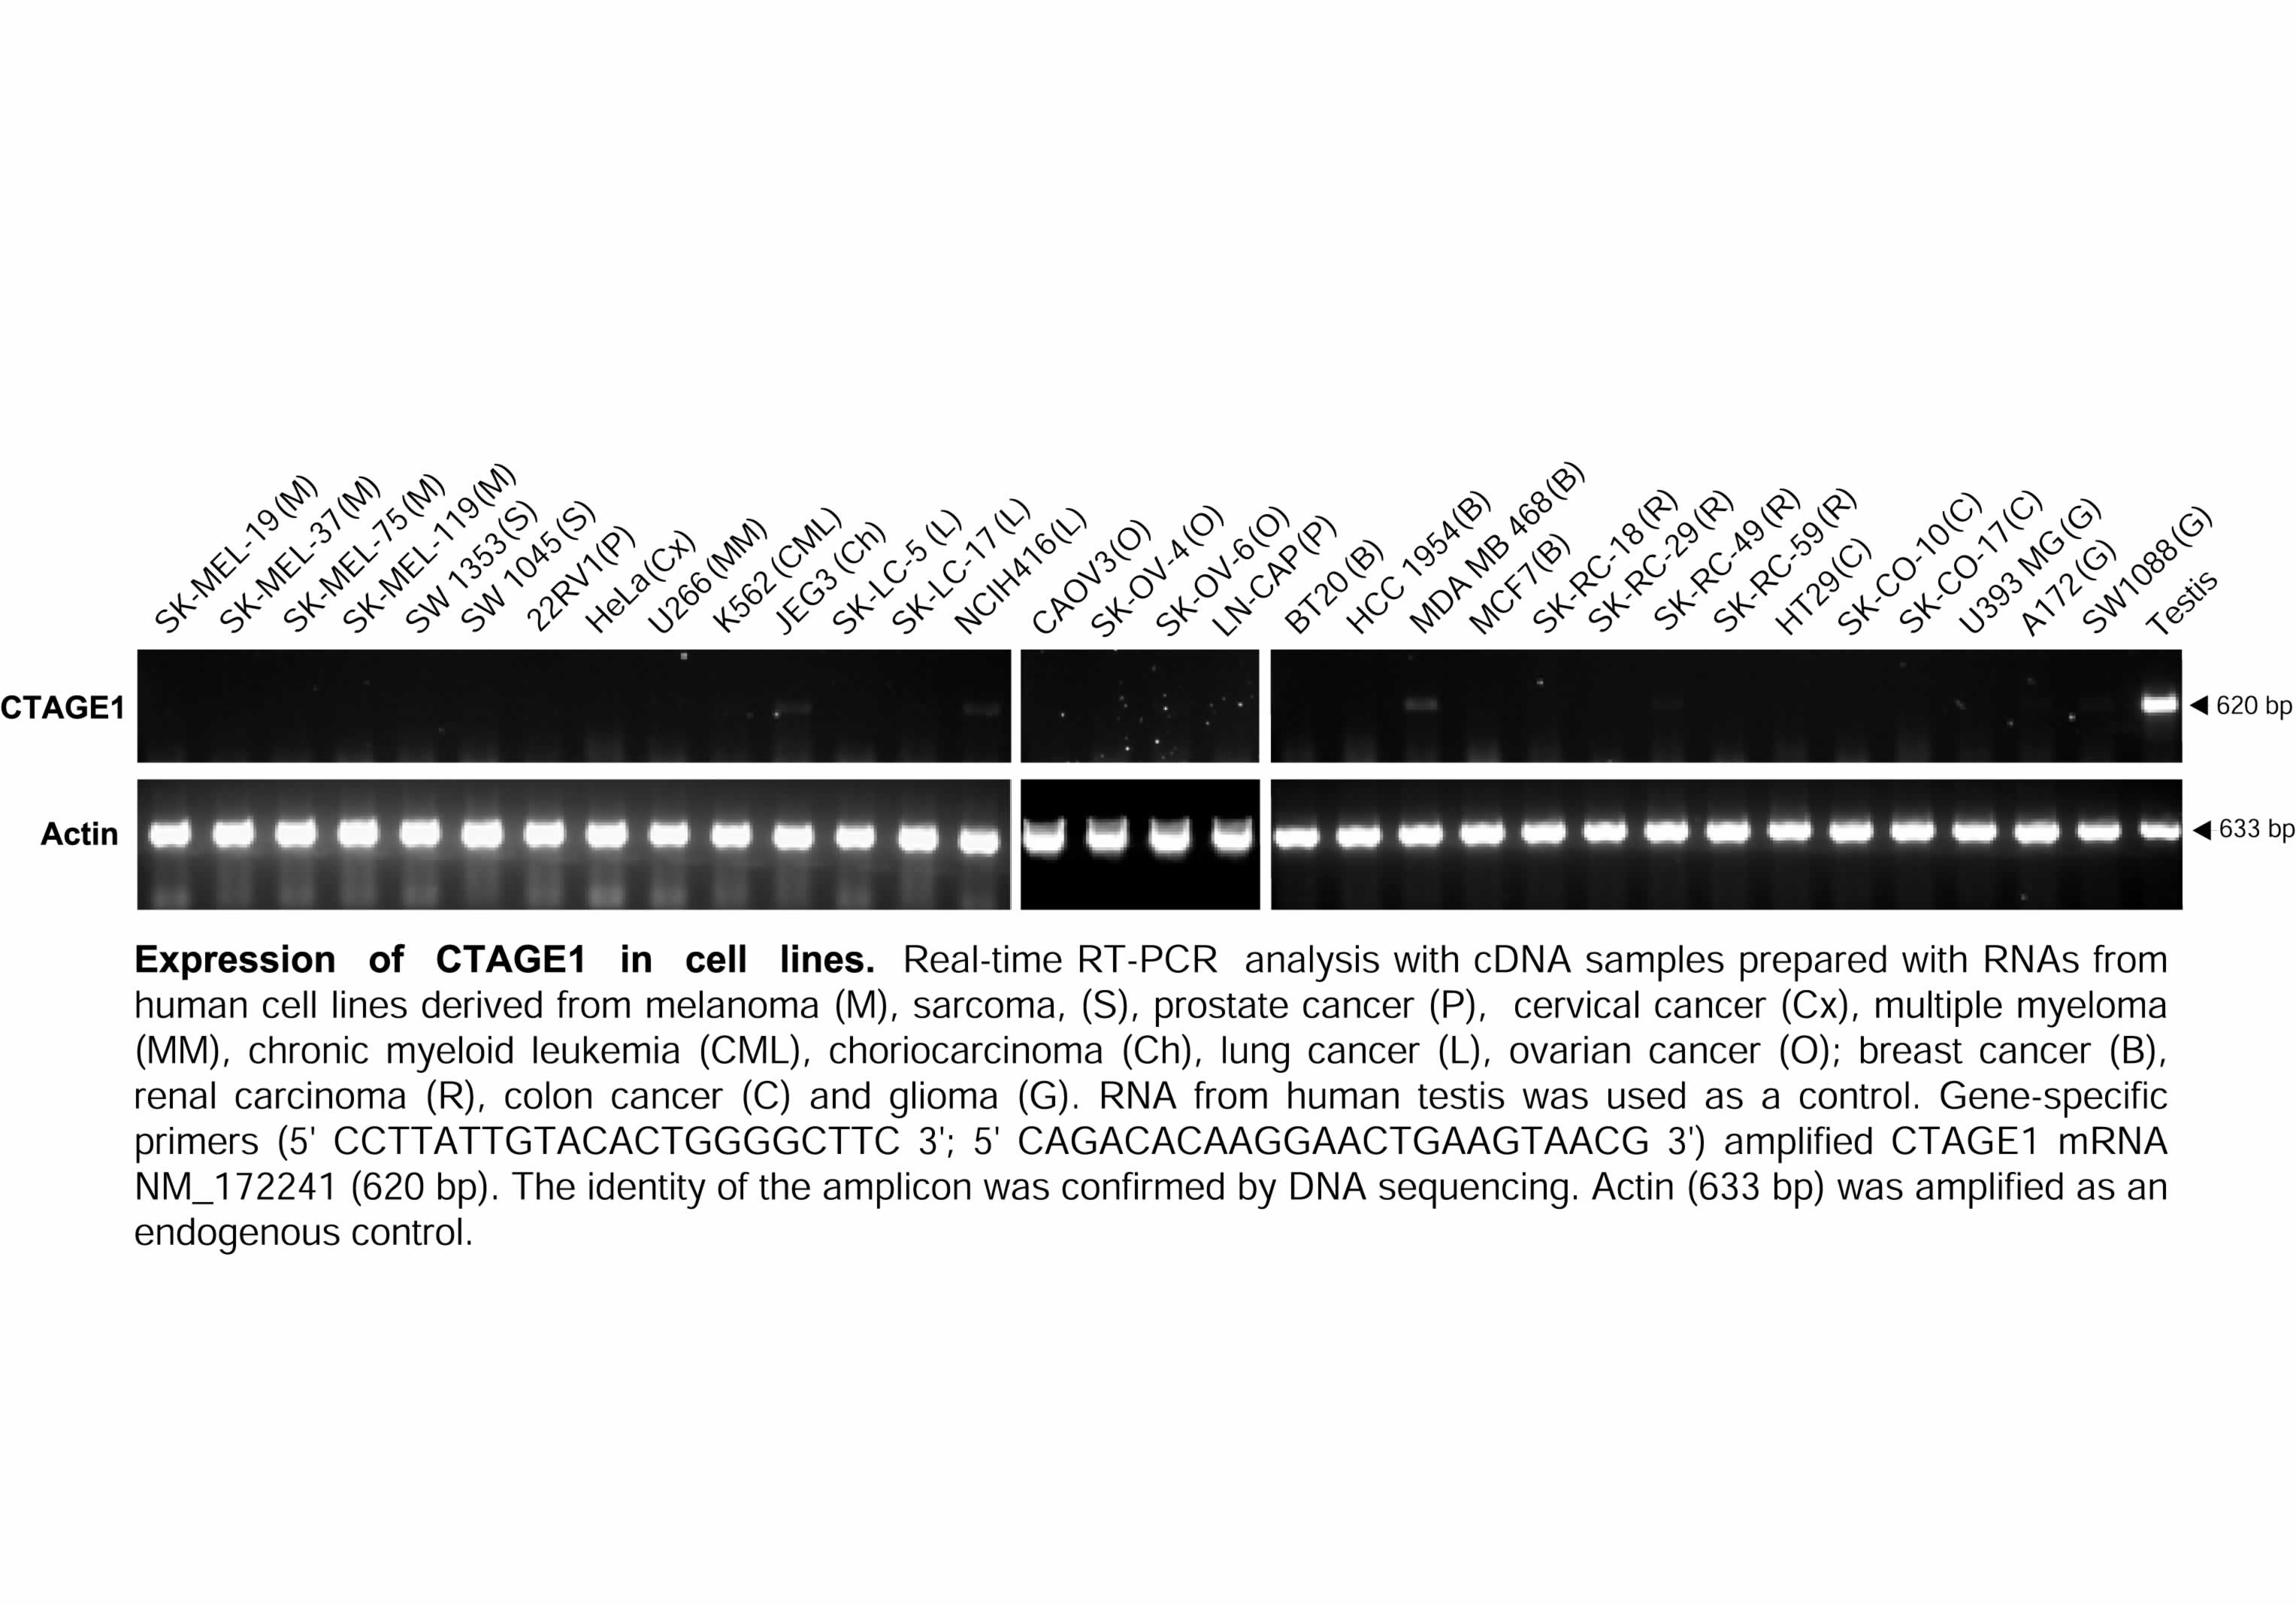 SK-MEL-19 (M)
SK-MEL-37 (M)
SK-MEL-75 (M)
SK-MEL-119 (M)
SW 1353 (S)
SW 1045 (S)
22RV1(P)
HeLa(Cx)
U266 (MM)
K562 (CML)
JEG3 (Ch)
SK-LC-5 (L)
SK-LC-17 (L)
NCIH416 (L)
CAOV3(O)
SK-OV-4 (O)
SK-OV-6(O)
LN-CAP(P)
BT20 (B)
HCC 1954(B)
MDA MB 468(B)
MCF7(B)
SK-RC-18 (R)
SK-RC-29 (R)
SK-RC-49 (R)
SK-RC-59 (R)
HT29 (C)
SK-CO-10(C)
SK-CO-17(C)
U393 MG (G)
A172 (G)
SW1088 (G)
Testis
CTAGE1
620 bp
Actin
633 bp
Expression of CTAGE1 in cell lines. Real-time RT-PCR analysis with cDNA samples prepared with RNAs from
human cell lines derived from melanoma (M), sarcoma, (S), prostate cancer (P), cervical cancer (Cx), multiple myeloma
(MM), chronic myeloid leukemia (CML), choriocarcinoma (Ch), lung cancer (L), ovarian cancer (O); breast cancer (B),
renal carcinoma (R), colon cancer (C) and glioma (G). RNA from human testis was used as a control. Gene-specific
primers (5' CCTTATTGTACACTGGGGCTTC 3'; 5' CAGACACAAGGAACTGAAGTAACG 3') amplified CTAGE1 mRNA
NM_172241 (620 bp). The identity of the amplicon was confirmed by DNA sequencing. Actin (633 bp) was amplified as an
endogenous control.